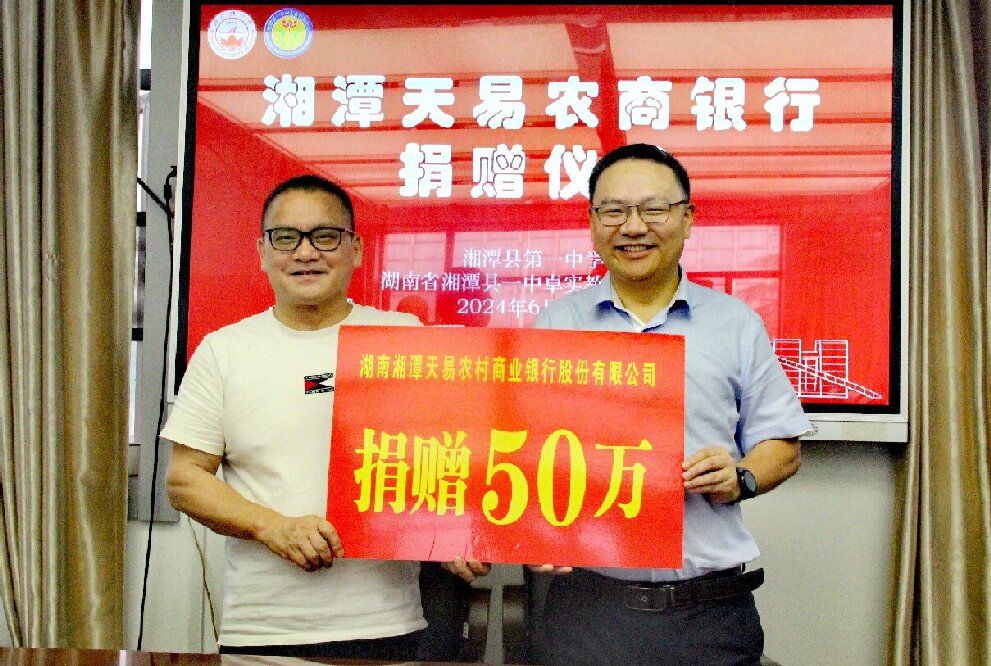 湘潭天易农商银行
捐赠仪
湘潭县第一中学
湖南省湘潭县一中卓实教
2024年6
湖南湘潭天易农村商业银行股份有限公司
捐赠50万